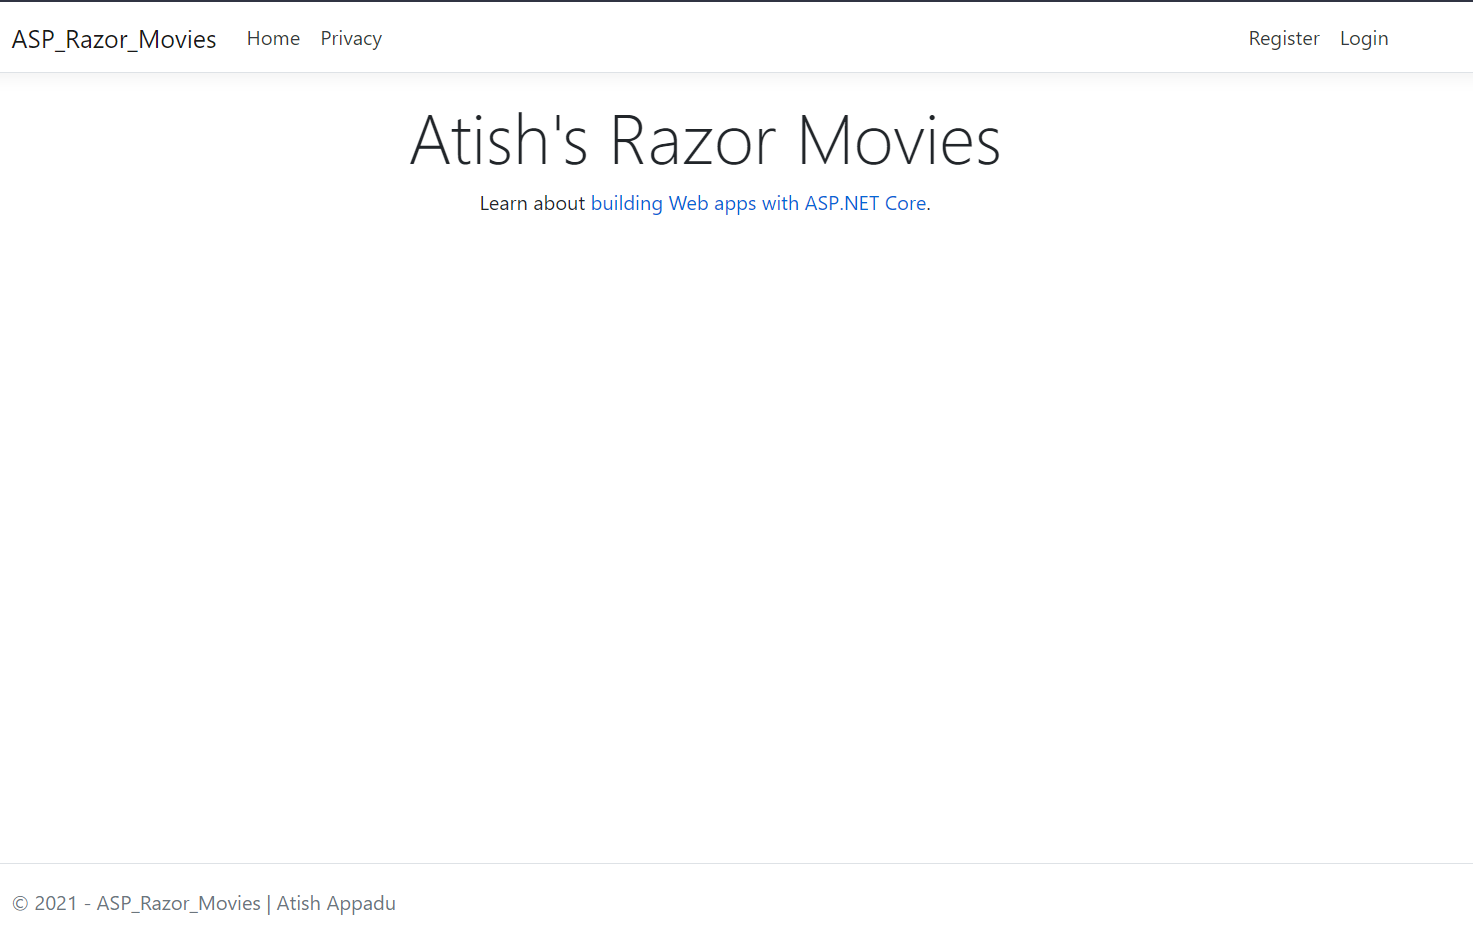 ASP_Razor_Movies Home Privacy Register Login
Atish's Razor Movies
Learn about building Web apps with ASP.NET Core.
© 2021 - ASP_Razor_Movies | Atish Appadu